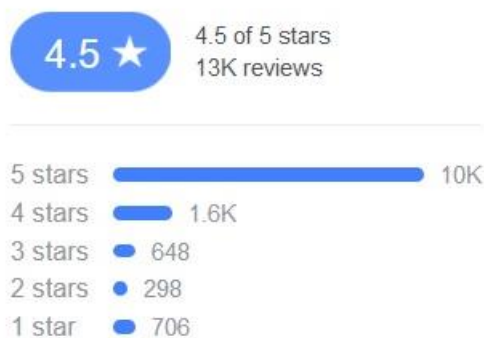 4.5 ★
4.5 of 5 stars
13K reviews
5 stars 10K
4 stars 1.6K
3 stars 648
2 stars 298
1 star 706